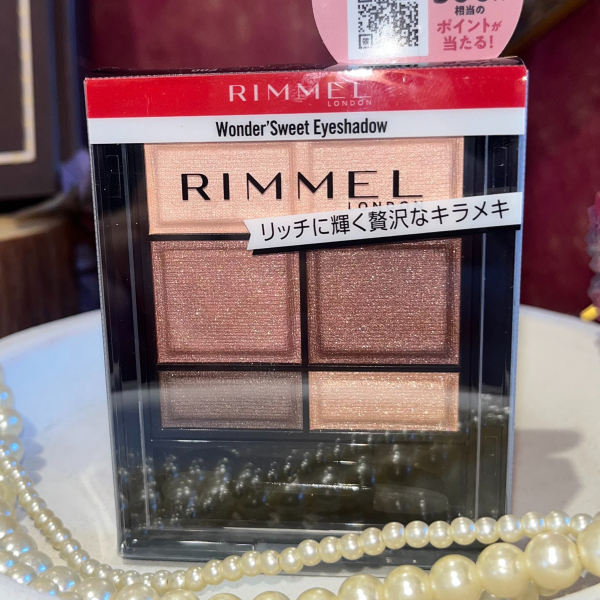 相当の
ポイントが
当たる!
RIMMEL
LONDON
Wonder'Sweet Eyeshadow
RIMMEL
LONDON
リッチに輝く贅沢なキラメキ